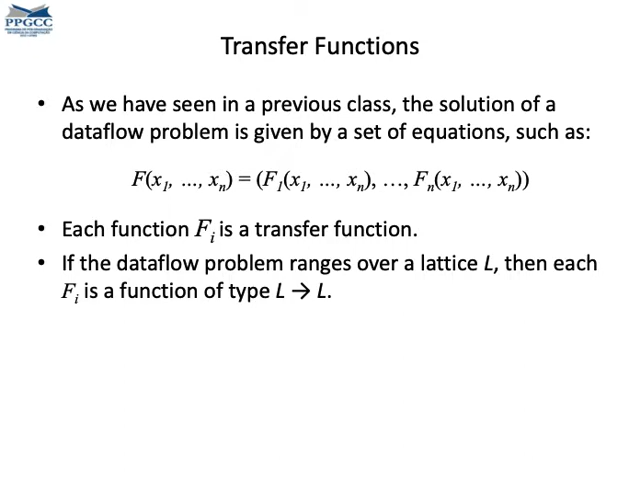 PPGCC
Transfer Functions
• As we have seen in a previous class, the solution of a
dataflow problem is given by a set of equations, such as:
F(x₁, ..., xₙ) = (F₁(x₁, ..., xₙ), ..., Fₙ(x₁, ..., xₙ))
• Each function Fᵢ is a transfer function.
• If the dataflow problem ranges over a lattice L, then each
Fᵢ is a function of type L → L.